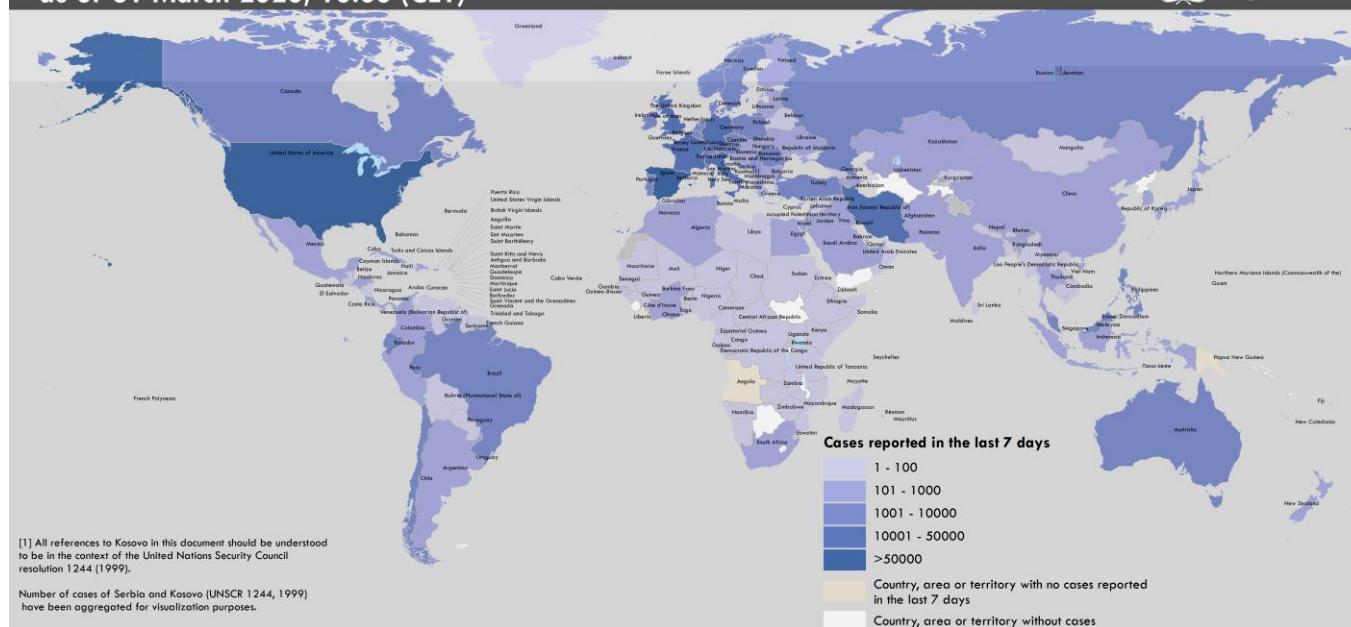 Greenland
Iceland
Norway
Finland
Sweden
Faroe Islands
Russian Federation
Estonia
Latvia
Lithuania
Denmark
Belarus
The United Kingdom
Ireland
Isle of Man
Netherlands
Poland
Canada
Germany
Guernsey
Belgium
Jersey
Luxembourg
Czechia
Slovakia
Ukraine
Kazakhstan
Mongolia
France
Liechtenstein
Hungary
Republic of Moldova
United States of America
Switzerland
Slovenia
Romania
Bosnia and Herzegovina
Serbia
Bulgaria
Georgia
Uzbekistan
Kyrgyzstan
Spain
Andorra
Monaco
Italy
Kosovo[1]
Montenegro
North Macedonia
Albania
Armenia
Azerbaijan
Portugal
Greece
Turkey
China
Japan
Puerto Rico
United States Virgin Islands
British Virgin Islands
Anguilla
Saint Martin
Sint Maarten
Saint Barthélemy
Saint Kitts and Nevis
Antigua and Barbuda
Montserrat
Guadeloupe
Dominica
Martinique
Saint Lucia
Barbados
Saint Vincent and the Grenadines
Grenada
Trinidad and Tobago
Bermuda
Gibraltar
Tunisia
Malta
Syrian Arab Republic
Cyprus
Lebanon
Iran (Islamic Republic of)
Republic of Korea
Morocco
occupied Palestinian territory
Israel
Jordan
Iraq
Kuwait
Afghanistan
Bahamas
Algeria
Libya
Egypt
Bahrain
Qatar
Pakistan
Nepal
Bhutan
Mexico
Cuba
Turks and Caicos Islands
Saudi Arabia
United Arab Emirates
India
Bangladesh
Myanmar
Cayman Islands
Haiti
Belize
Jamaica
Honduras
Mauritania
Mali
Niger
Chad
Sudan
Eritrea
Oman
Lao People's Democratic Republic
Viet Nam
Thailand
Northern Mariana Islands (Commonwealth of the)
Guam
Guatemala
El Salvador
Nicaragua
Aruba
Curacao
Cabo Verde
Senegal
Gambia
Guinea-Bissau
Guinea
Burkina Faso
Benin
Nigeria
Djibouti
Cambodia
Philippines
Costa Rica
Panama
Venezuela (Bolivarian Republic of)
Guyana
Suriname
French Guiana
Liberia
Côte d'Ivoire
Ghana
Togo
Cameroon
Central African Republic
Ethiopia
Somalia
Sri Lanka
Maldives
Brunei Darussalam
Malaysia
Singapore
Indonesia
Colombia
Ecuador
Equatorial Guinea
Gabon
Congo
Democratic Republic of the Congo
Uganda
Kenya
Rwanda
Seychelles
Papua New Guinea
Timor-Leste
Peru
Brazil
United Republic of Tanzania
Angola
Zambia
Mayotte
French Polynesia
Bolivia (Plurinational State of)
Mozambique
Zimbabwe
Madagascar
Réunion
Mauritius
Fiji
New Caledonia
Paraguay
Namibia
Eswatini
South Africa
Australia
Uruguay
Argentina
Chile
New Zealand
Cases reported in the last 7 days
1 - 100
101 - 1000
1001 - 10000
10001 - 50000
>50000
Country, area or territory with no cases reported
in the last 7 days
Country, area or territory without cases
[1] All references to Kosovo in this document should be understood
to be in the context of the United Nations Security Council
resolution 1244 (1999).
Number of cases of Serbia and Kosovo (UNSCR 1244, 1999)
have been aggregated for visualization purposes.